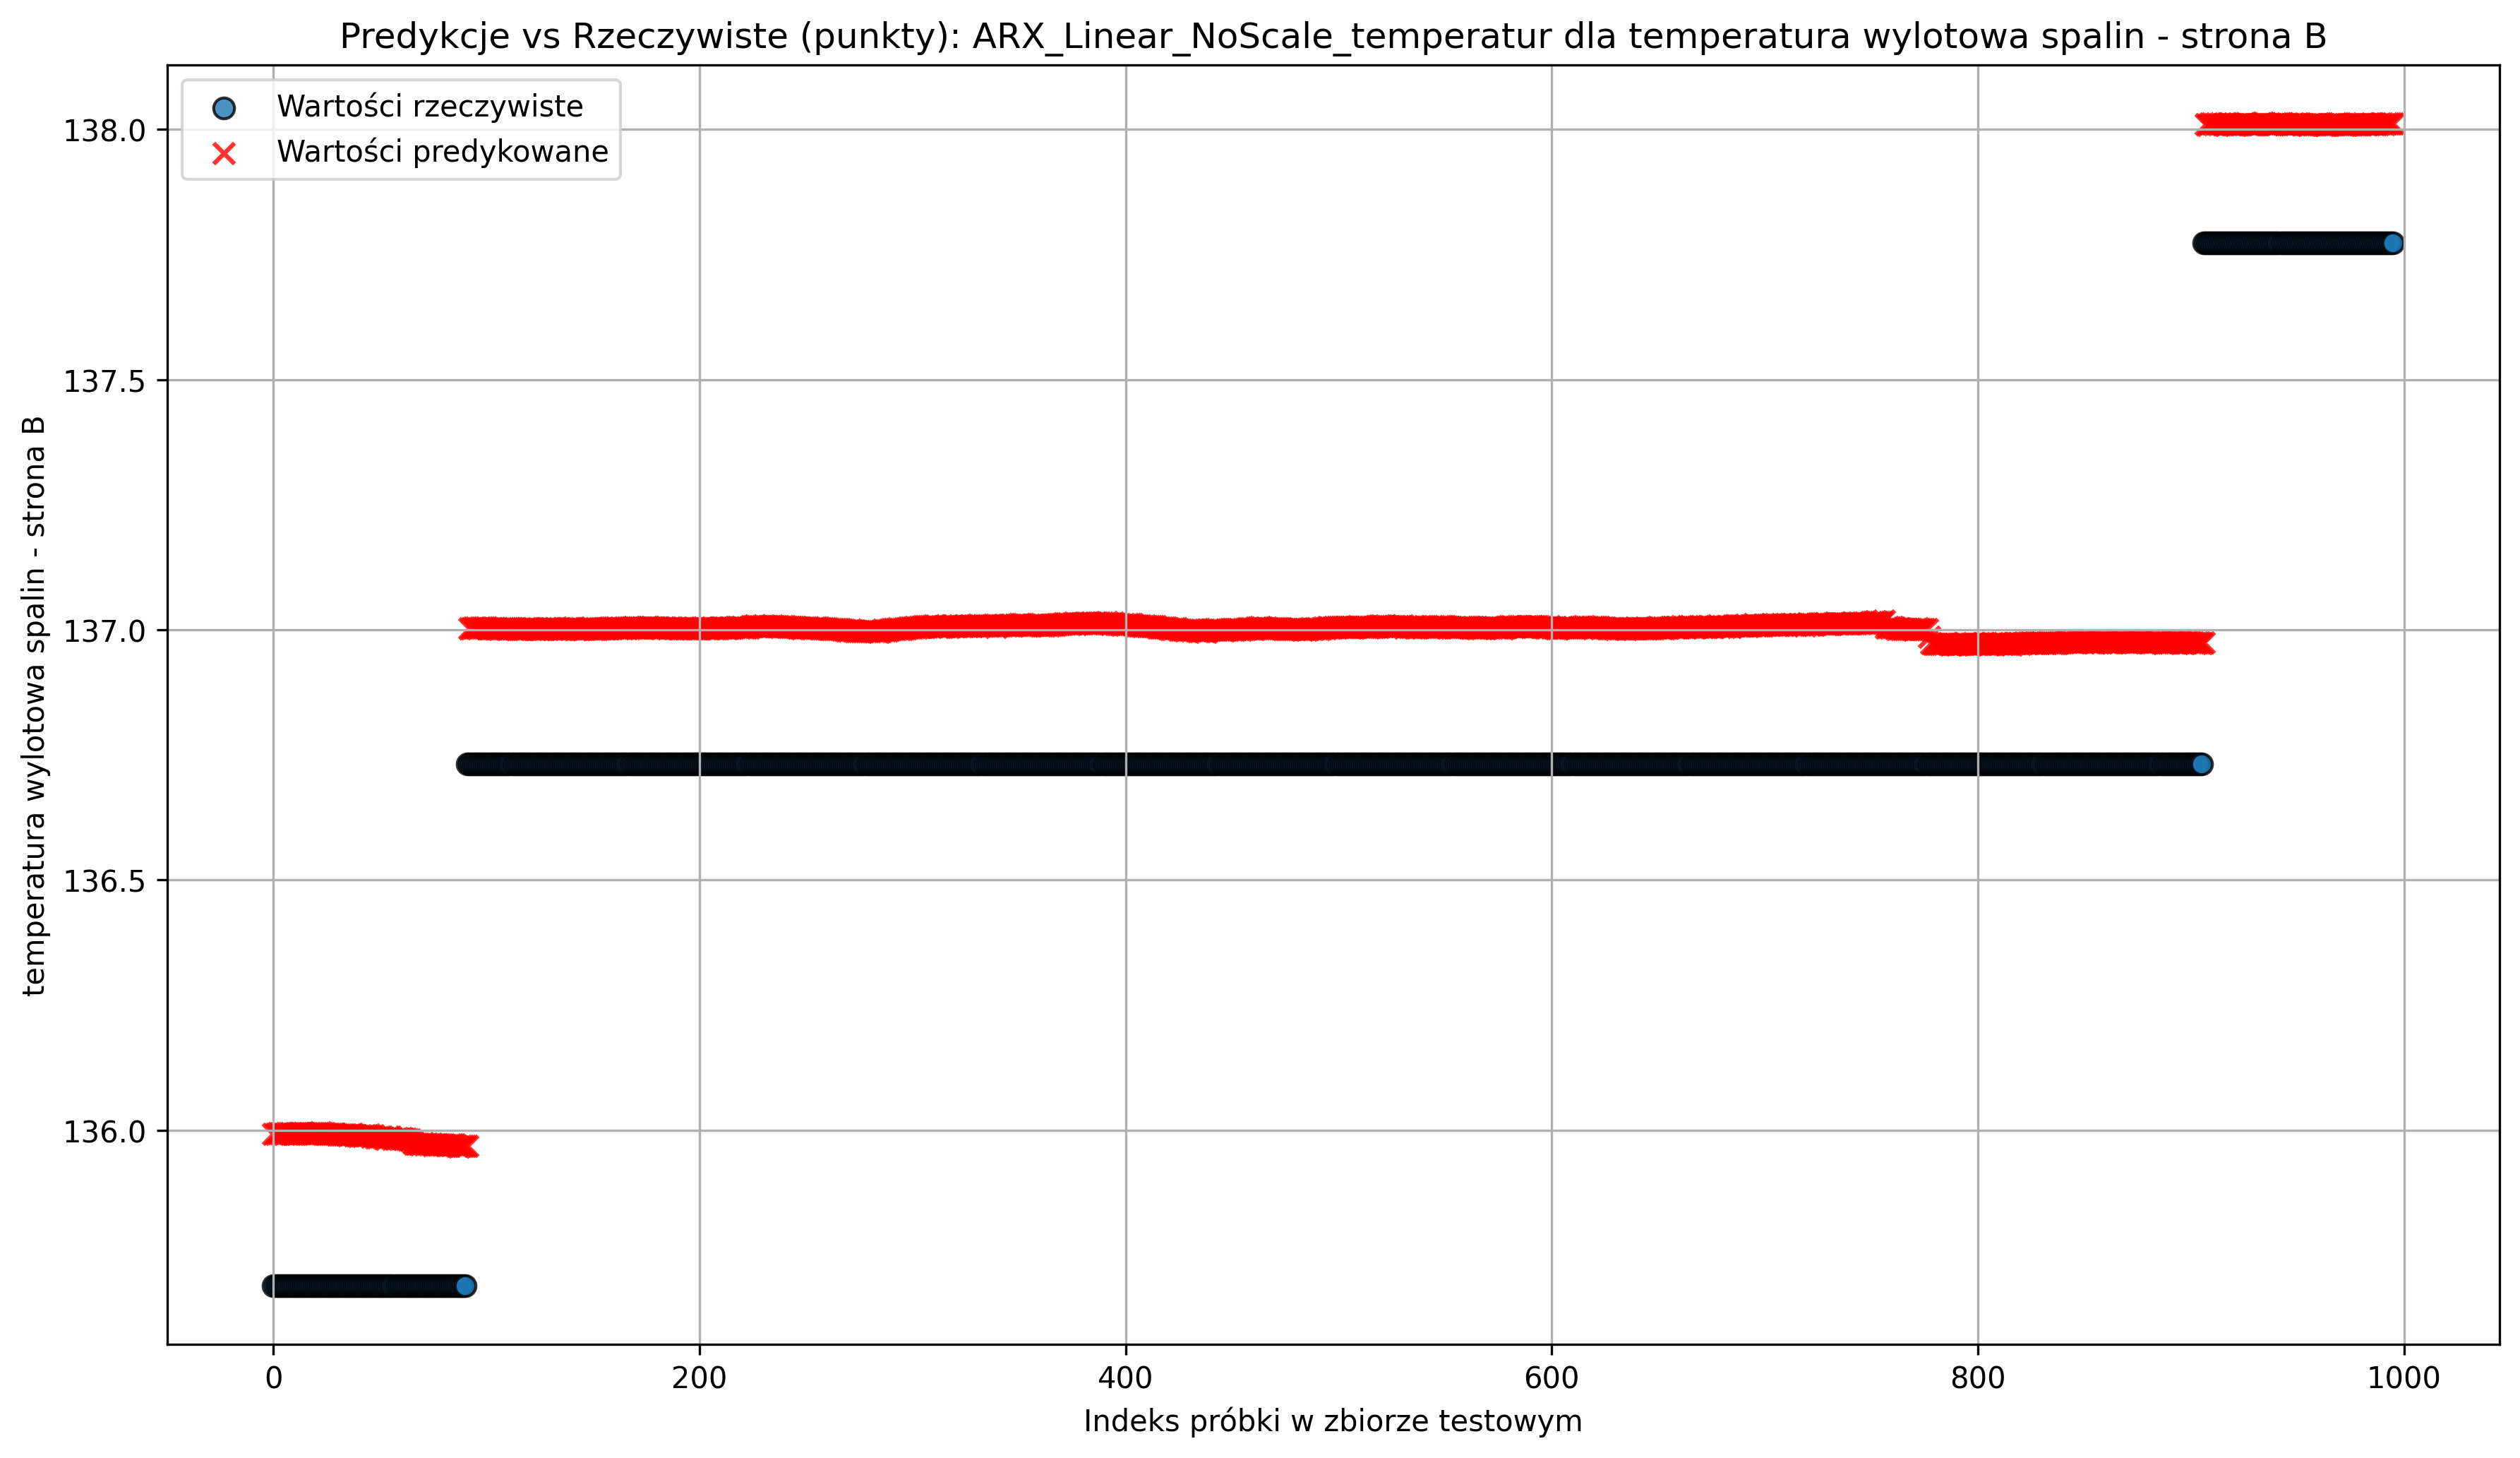 Predykcje vs Rzeczywiste (punkty): ARX_Linear_NoScale_temperatur dla temperatura wylotowa spalin - strona B
Wartości rzeczywiste
Wartości predykowane
temperatura wylotowa spalin - strona B
138.0
137.5
137.0
136.5
136.0
0 200 400 600 800 1000
Indeks próbki w zbiorze testowym